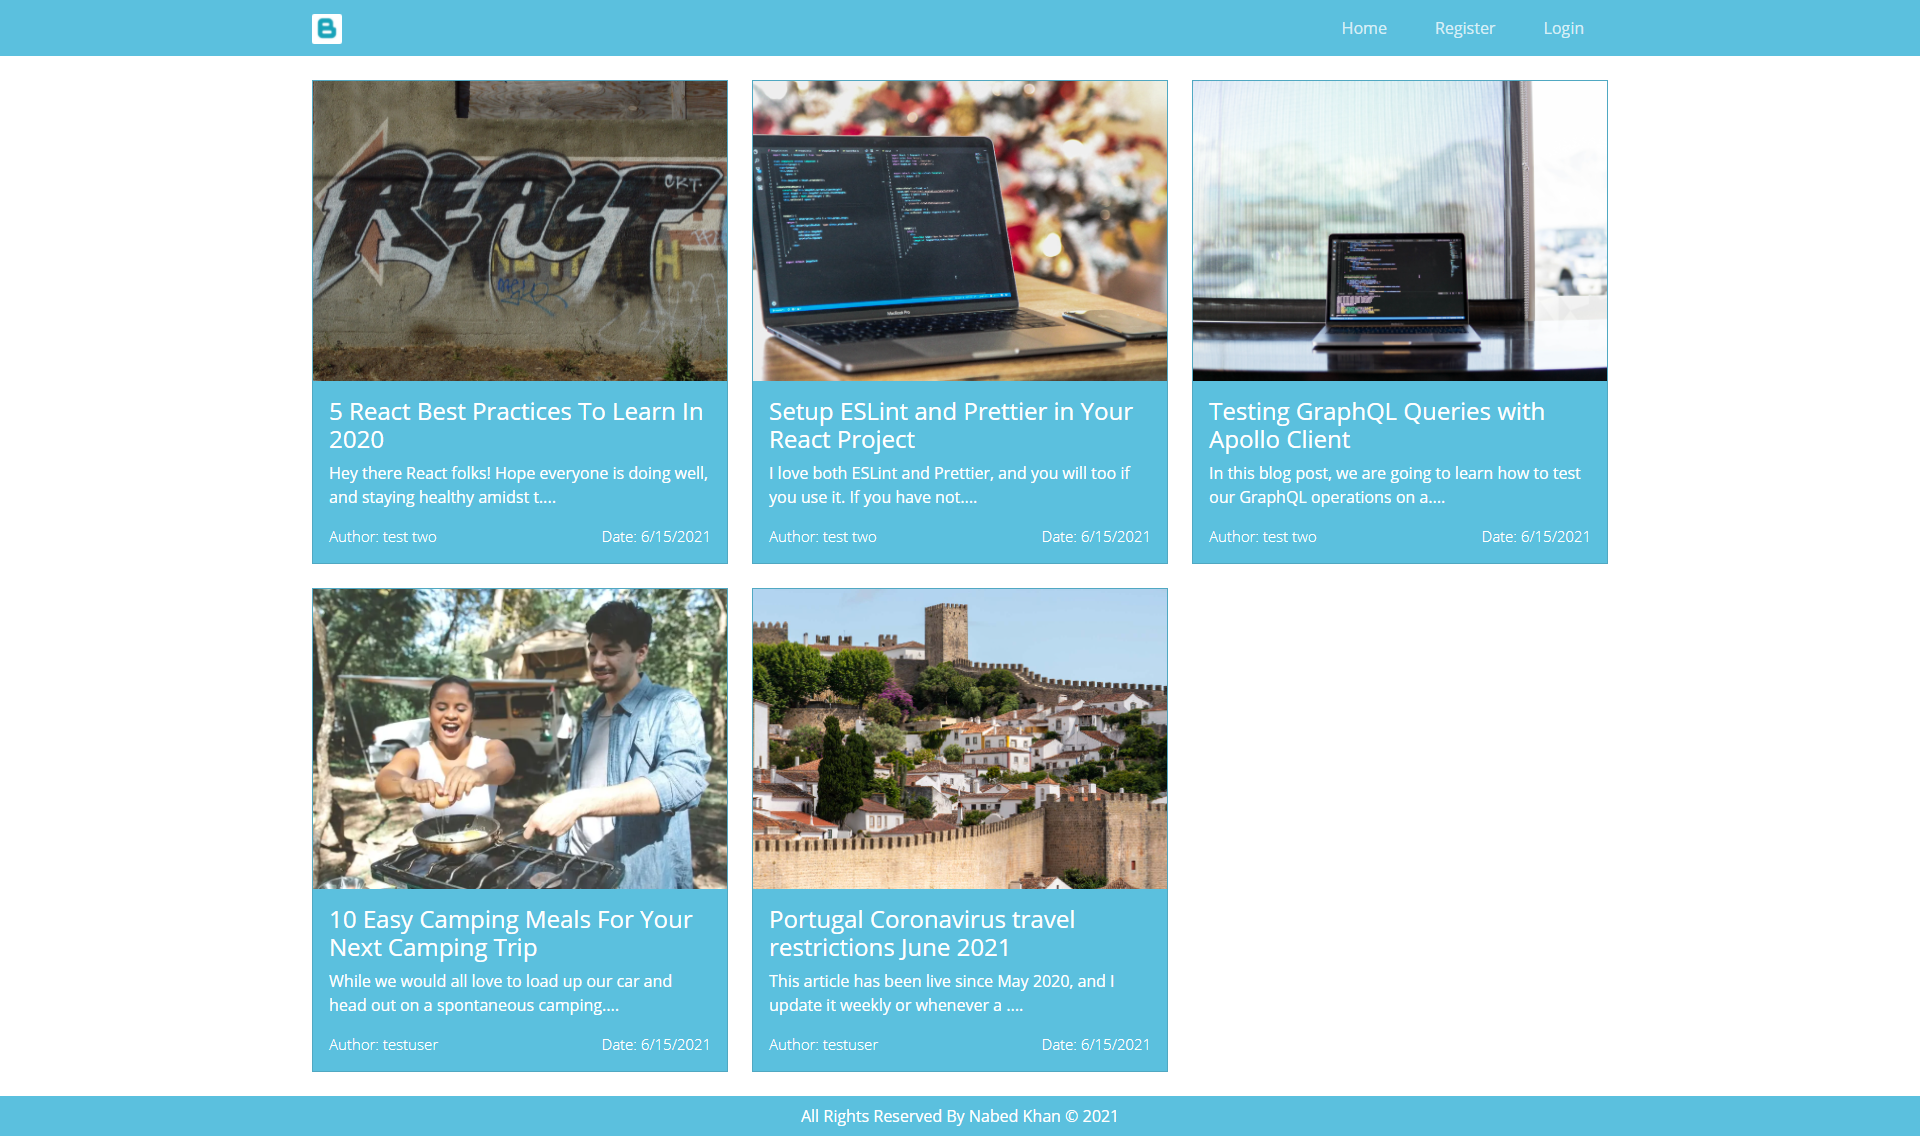 B
Home
Register
Login
REACT
CKT.
MacBook Pro
5 React Best Practices To Learn In
2020
Hey there React folks! Hope everyone is doing well,
and staying healthy amidst t....
Author: test two
Date: 6/15/2021
Setup ESLint and Prettier in Your
React Project
I love both ESLint and Prettier, and you will too if
you use it. If you have not....
Author: test two
Date: 6/15/2021
Testing GraphQL Queries with
Apollo Client
In this blog post, we are going to learn how to test
our GraphQL operations on a....
Author: test two
Date: 6/15/2021
10 Easy Camping Meals For Your
Next Camping Trip
While we would all love to load up our car and
head out on a spontaneous camping....
Author: testuser
Date: 6/15/2021
Portugal Coronavirus travel
restrictions June 2021
This article has been live since May 2020, and I
update it weekly or whenever a ....
Author: testuser
Date: 6/15/2021
All Rights Reserved By Nabed Khan © 2021